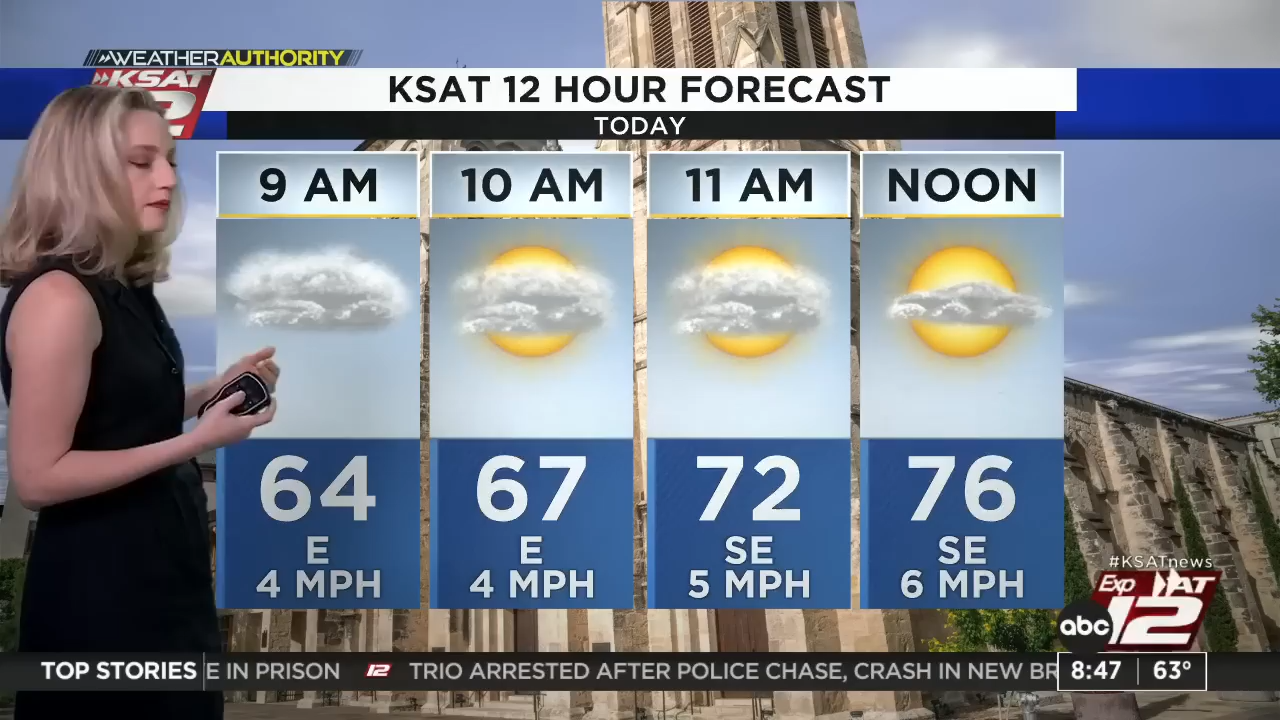 WEATHERAUTHORITY
KSAT
12
KSAT 12 HOUR FORECAST
TODAY
9 AM
10 AM
11 AM
NOON
64
E
4 MPH
67
E
4 MPH
72
SE
5 MPH
76
SE
6 MPH
#KSATnews
abc
12
TOP STORIES
E IN PRISON
12
TRIO ARRESTED AFTER POLICE CHASE, CRASH IN NEW BR
8:47
63°